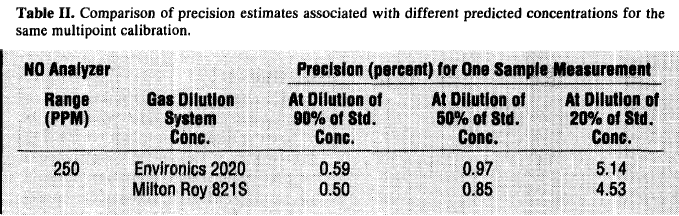 Table II. Comparison of precision estimates associated with different predicted concentrations for the
same multipoint calibration.
NO Analyzer Precision (percent) for One Sample Measurement
Range Gas Dilution At Dilution of At Dilution of At Dilution of
(PPM) System 90% of Std. 50% of Std. 20% of Std.
Conc. Conc. Conc. Conc.
250 Environics 2020 0.59 0.97 5.14
Milton Roy 821S 0.50 0.85 4.53